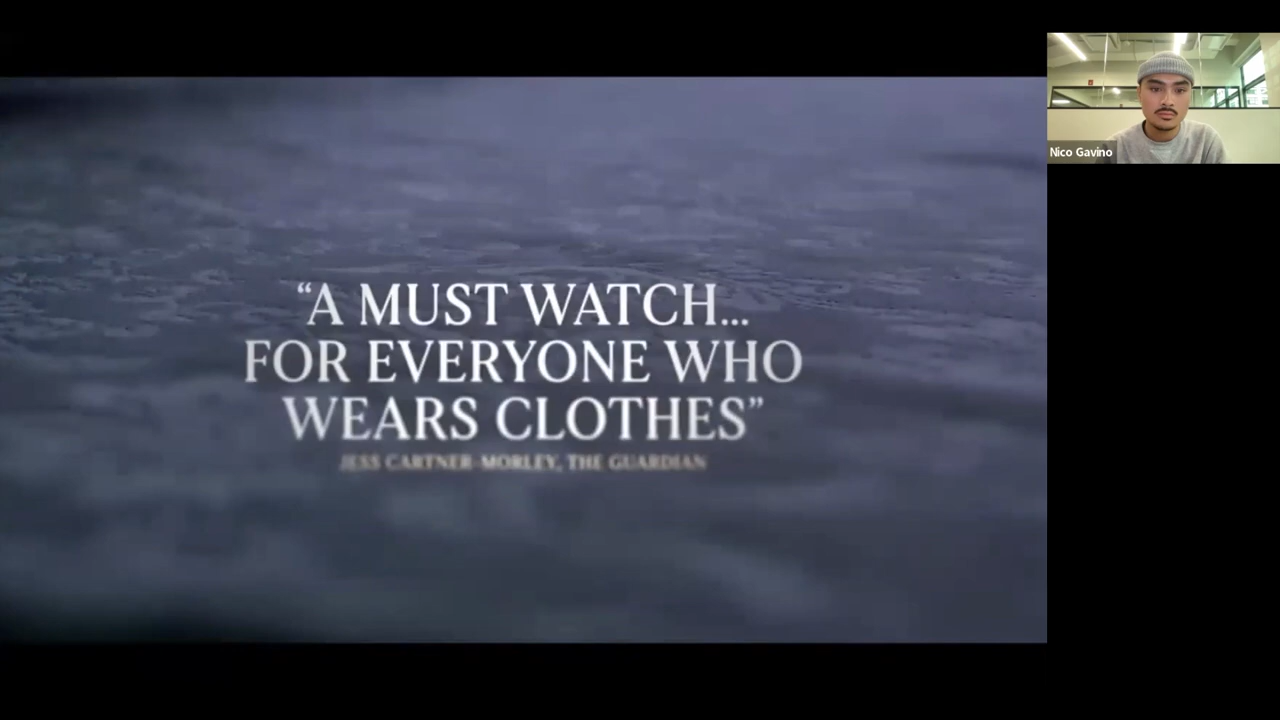 “A MUST WATCH...
FOR EVERYONE WHO
WEARS CLOTHES”
JESS CARTNER-MORLEY, THE GUARDIAN
Nico Gavino